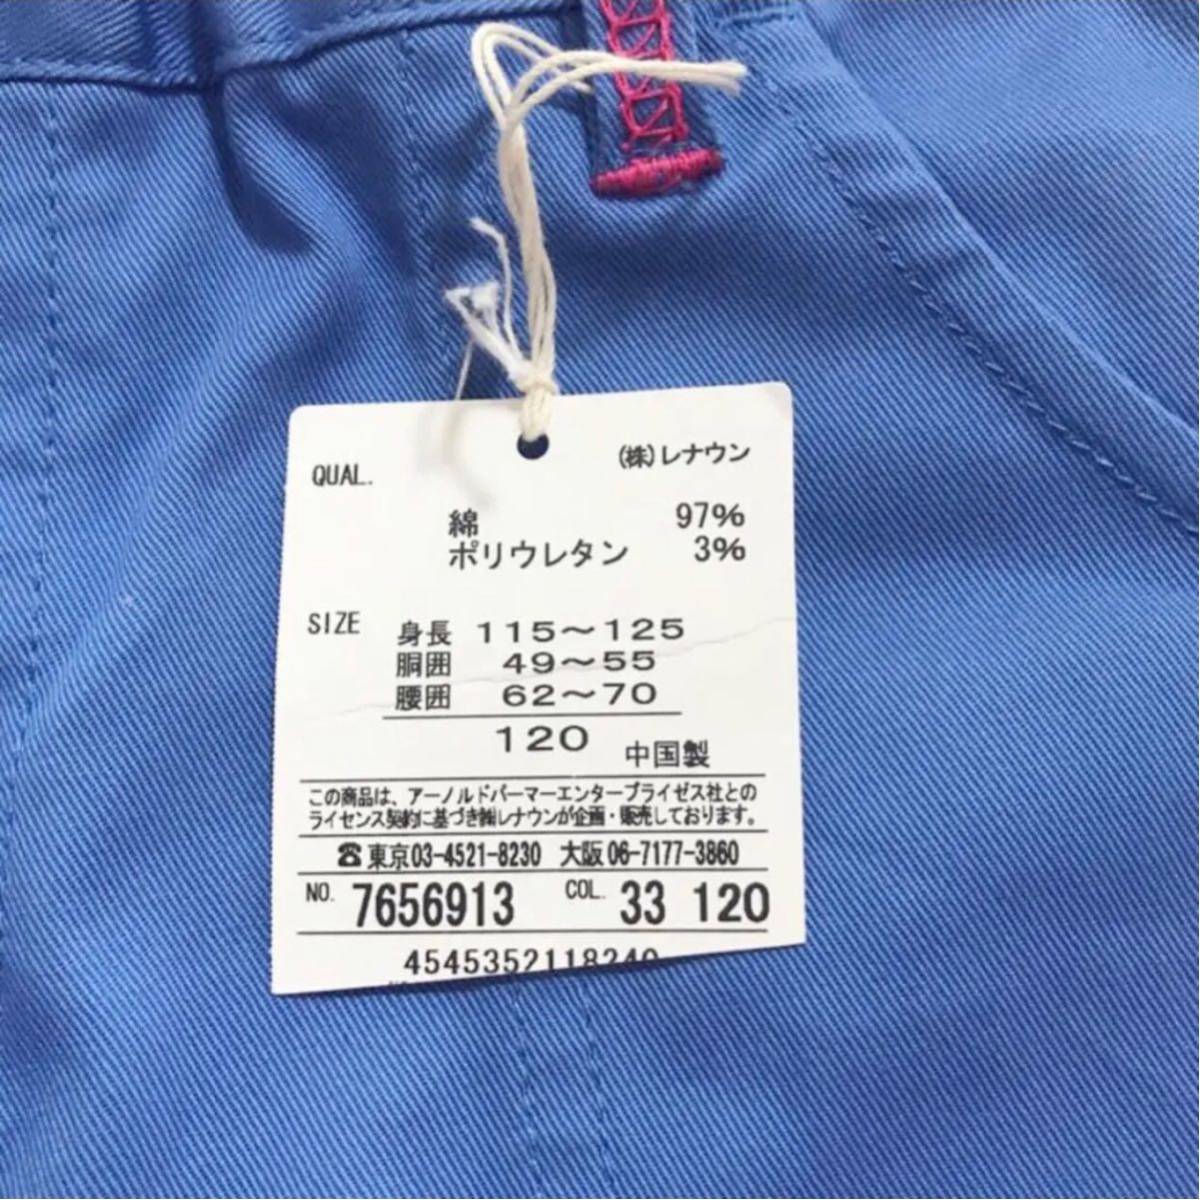 QUAL. (株)レナウン
綿 97%
ポリウレタン 3%
SIZE 身長 115～125
胴囲 49～55
腰囲 62～70
120 中国製
この商品は、アーノルドパーマーエンタープライゼス社との
ライセンス契約に基づき㈱レナウンが企画・販売しております。
☎東京03-4521-8230 大阪06-7177-3860
NO. 7656913 COL. 33 120
4545352118240